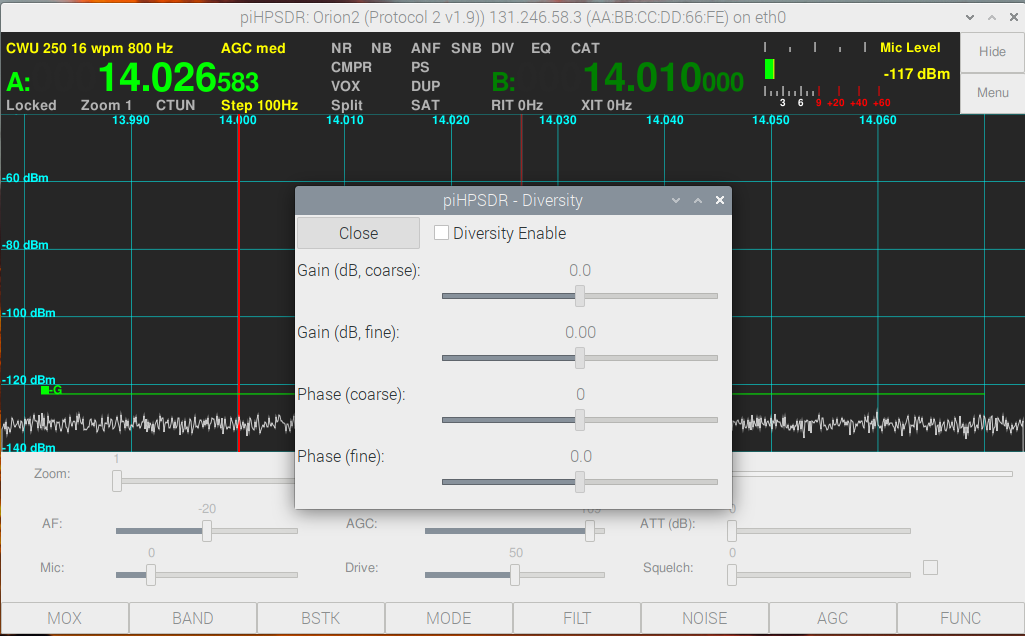 piHPSDR: Orion2 (Protocol 2 v1.9)) 131.246.58.3 (AA:BB:CC:DD:66:FE) on eth0
CWU 250 16 wpm 800 Hz AGC med NR NB ANF SNB DIV EQ CAT Mic Level Hide
CMPR PS
A: 14.026583 VOX DUP B: 14.010000 -117 dBm
Menu
Locked Zoom 1 CTUN Step 100Hz Split SAT RIT 0Hz XIT 0Hz 3 6 9 +20 +40 +60
13.990 14.000 14.010 14.020 14.030 14.040 14.050 14.060
-60 dBm
-80 dBm
-100 dBm
-120 dBm
-G
-140 dBm
piHPSDR - Diversity
Close Diversity Enable
Gain (dB, coarse): 0.0
Gain (dB, fine): 0.00
Phase (coarse): 0
Phase (fine): 0.0
Zoom: 1
AF: -20 AGC: ATT (dB): 0
Mic: 0 Drive: 50 Squelch: 0
MOX BAND BSTK MODE FILT NOISE AGC FUNC